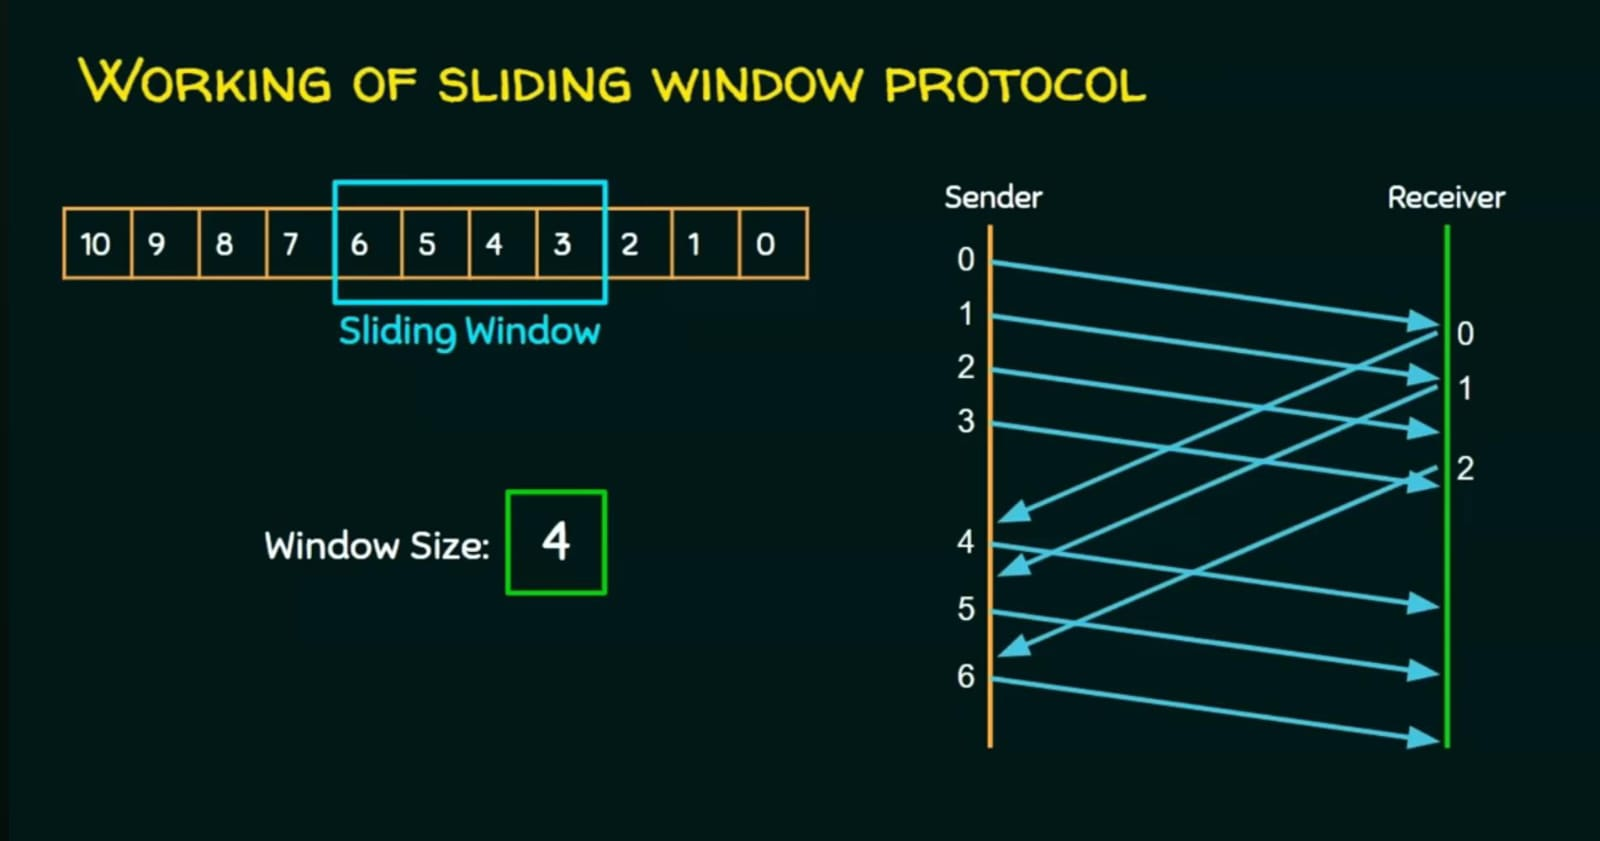 WORKING OF SLIDING WINDOW PROTOCOL
10 9 8 7 6 5 4 3 2 1 0
Sliding Window
Window Size: 4
Sender Receiver
0
0
1
1
2
3
2
4
5
6